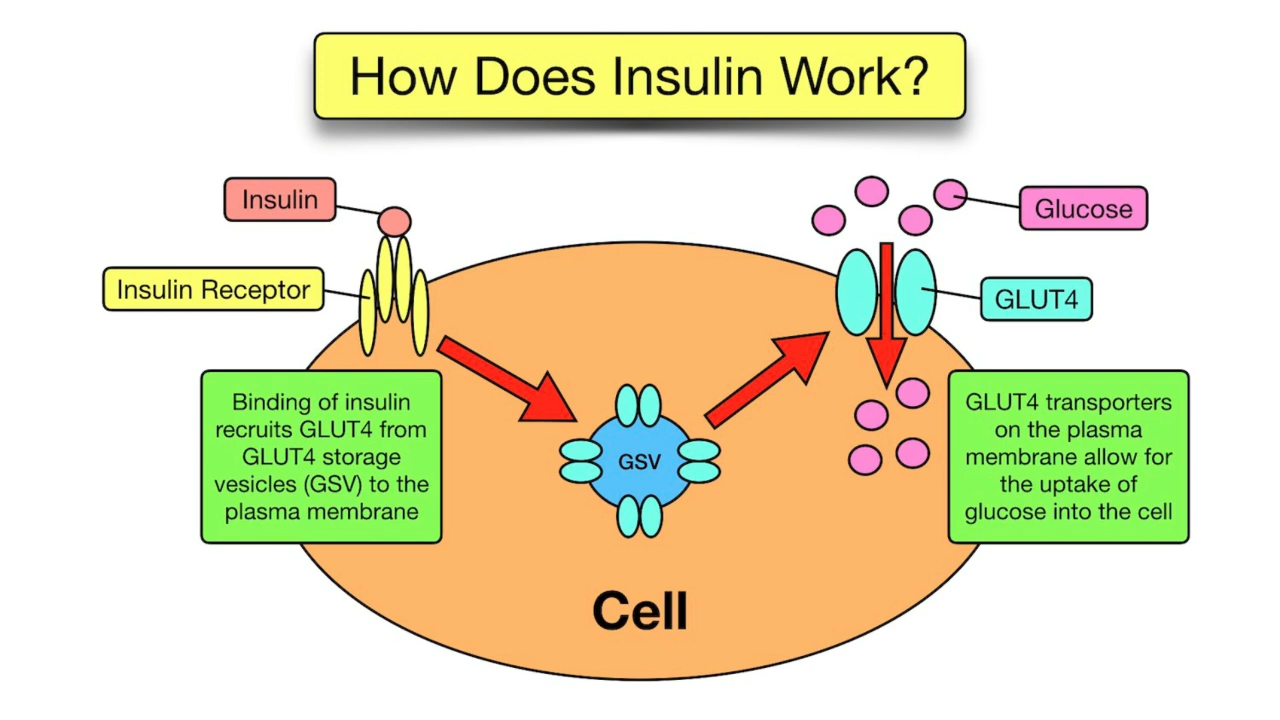 How Does Insulin Work?
Insulin
Insulin Receptor
Glucose
GLUT4
Binding of insulin
recruits GLUT4 from
GLUT4 storage
vesicles (GSV) to the
plasma membrane
GSV
GLUT4 transporters
on the plasma
membrane allow for
the uptake of
glucose into the cell
Cell